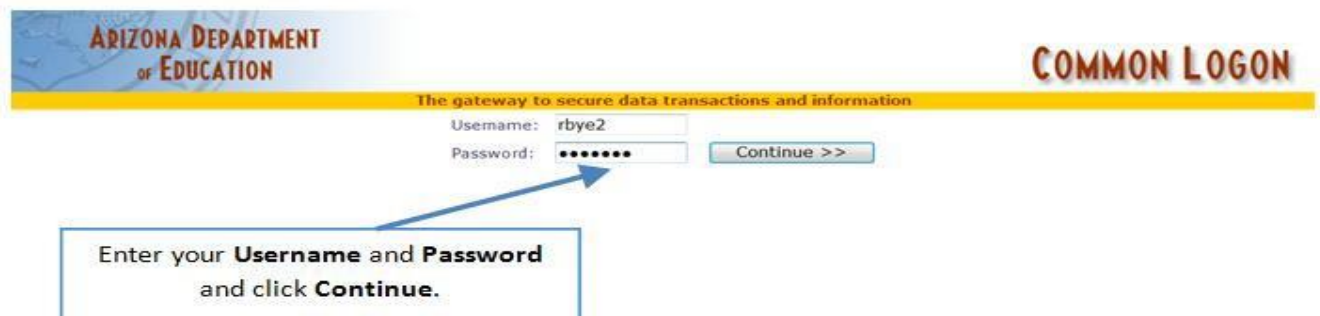 ARIZONA DEPARTMENT
OF EDUCATION
COMMON LOGON
The gateway to secure data transactions and information
Username: rbye2
Password: •••••••
Continue >>
Enter your Username and Password
and click Continue.